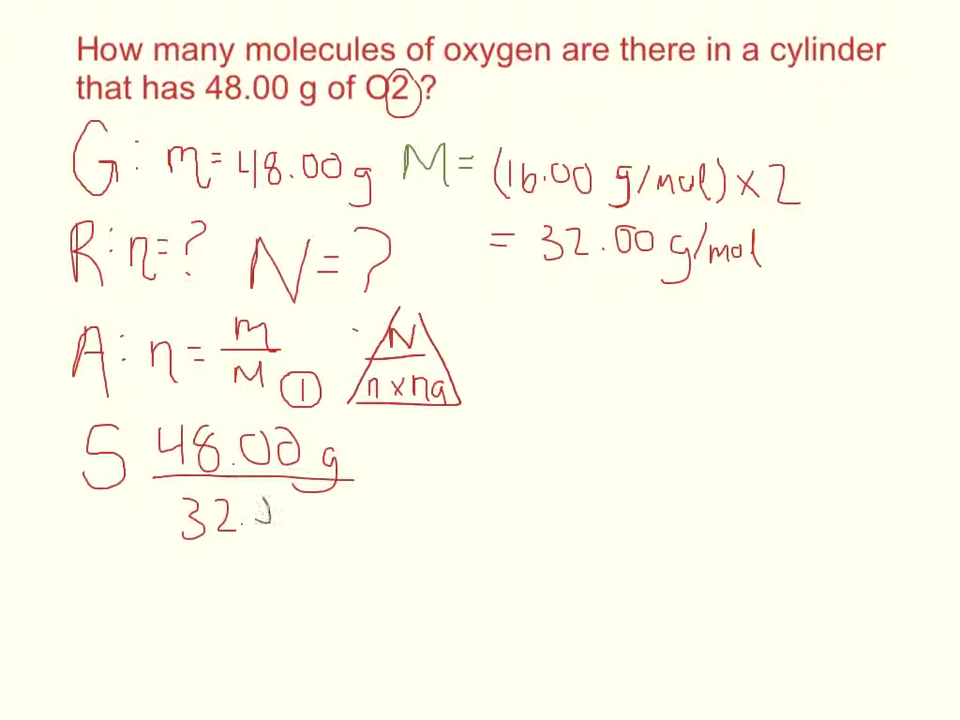 How many molecules of oxygen are there in a cylinder
that has 48.00 g of O2 ?
G: m = 48.00 g M = (16.00 g/mol) x 2
= 32.00 g/mol
R: n = ? N = ?
A: n = m/M ① N
n x na
S 48.00 g
32.